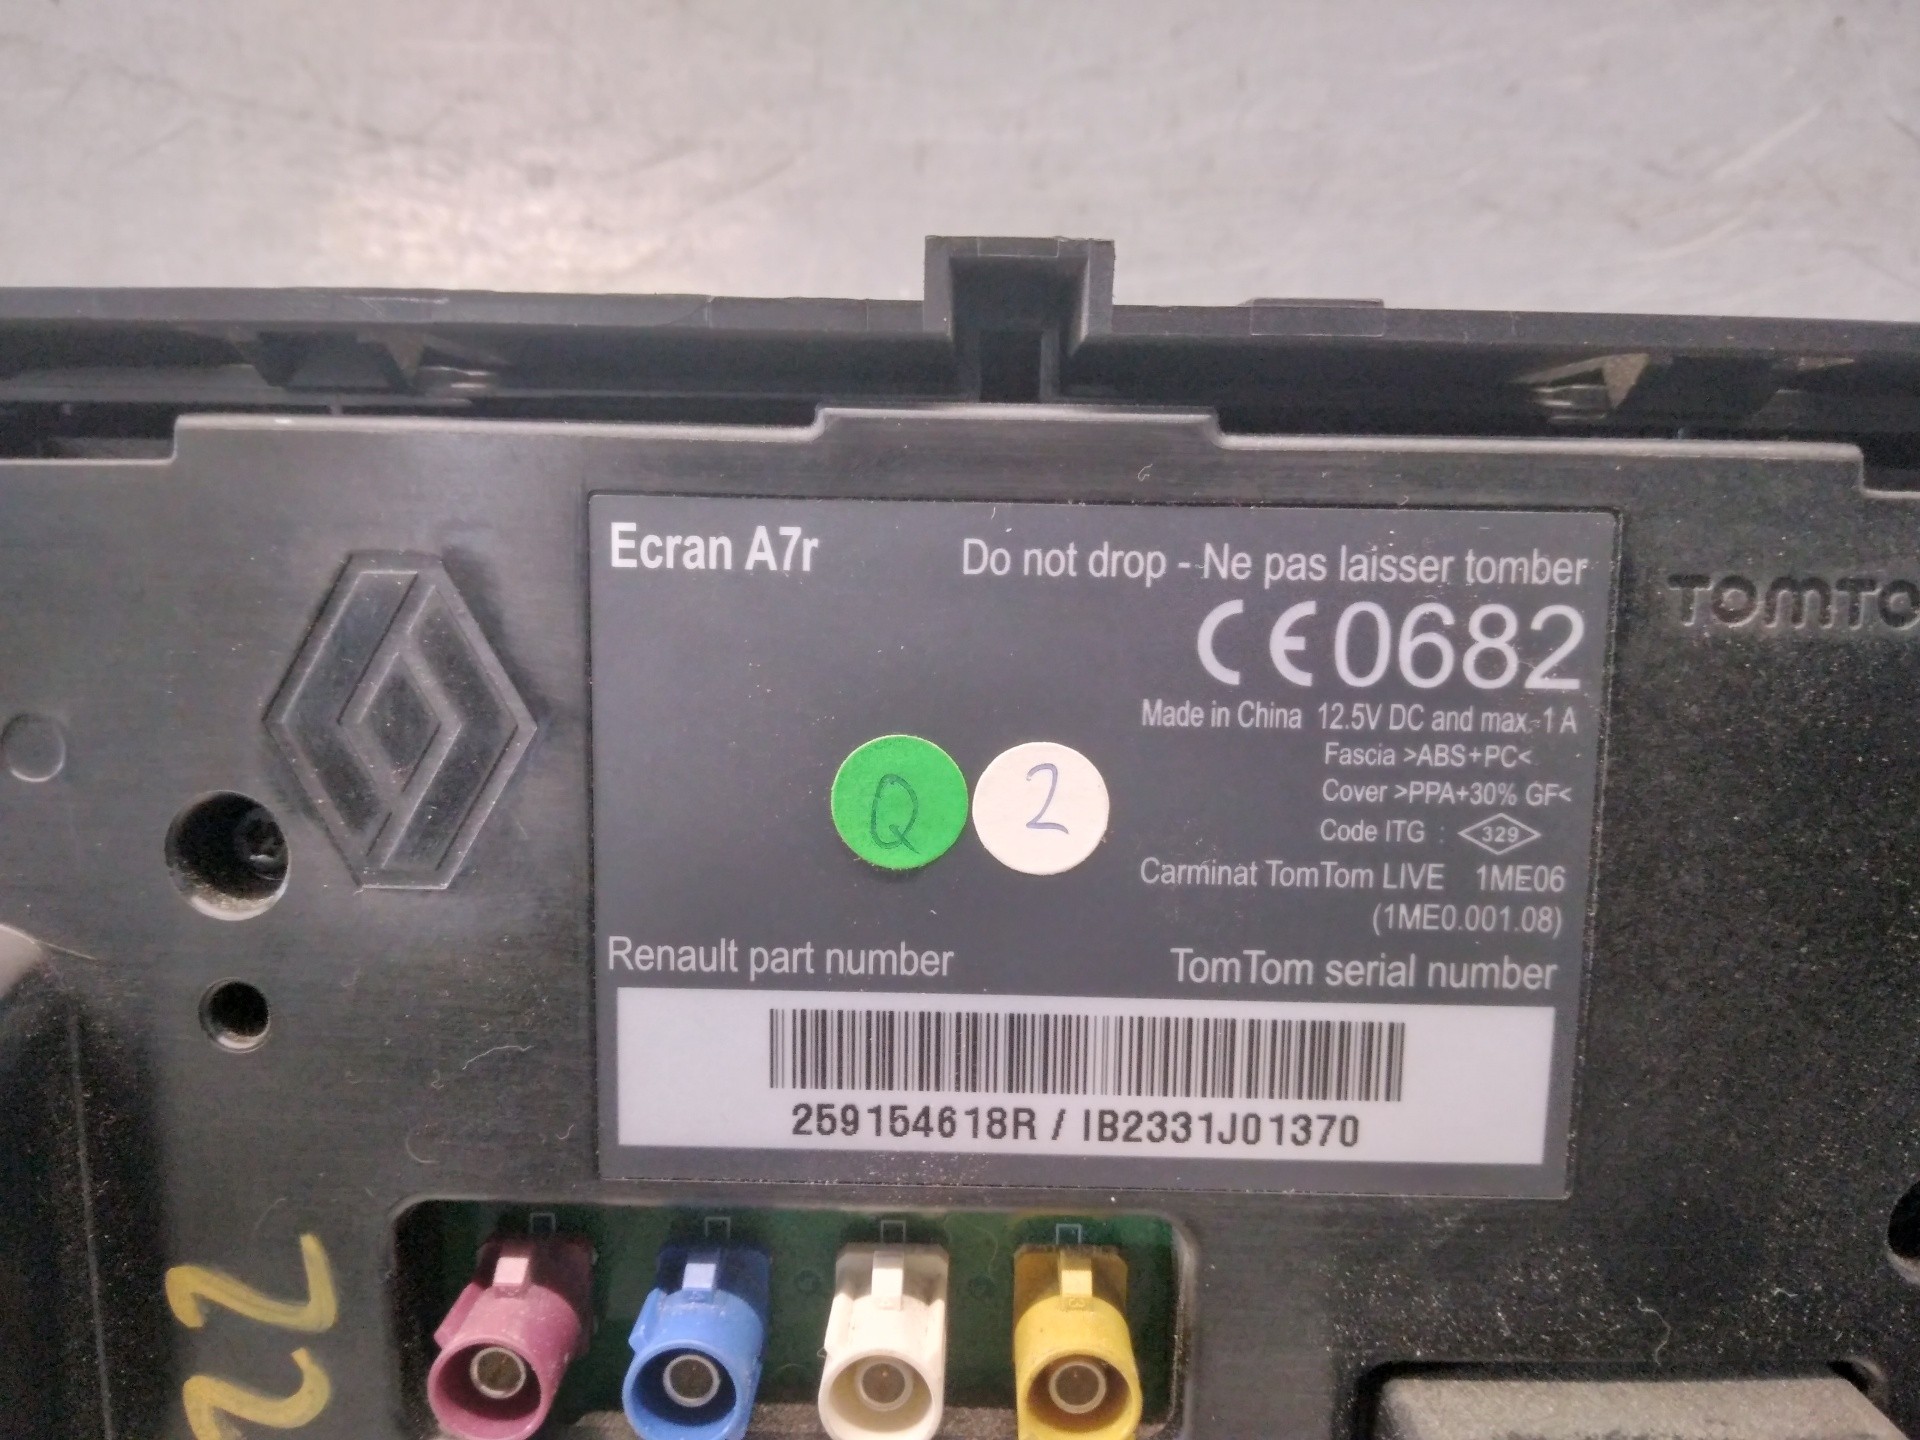 Ecran A7r
Do not drop - Ne pas laisser tomber
CE0682
TOMTO
Made in China 12.5V DC and max. 1 A
Fascia >ABS+PC<
Q
2
Cover >PPA+30% GF<
Code ITG : 329
Carminat TomTom LIVE 1ME06
(1ME0.001.08)
Renault part number
TomTom serial number
259154618R / IB2331J01370
22